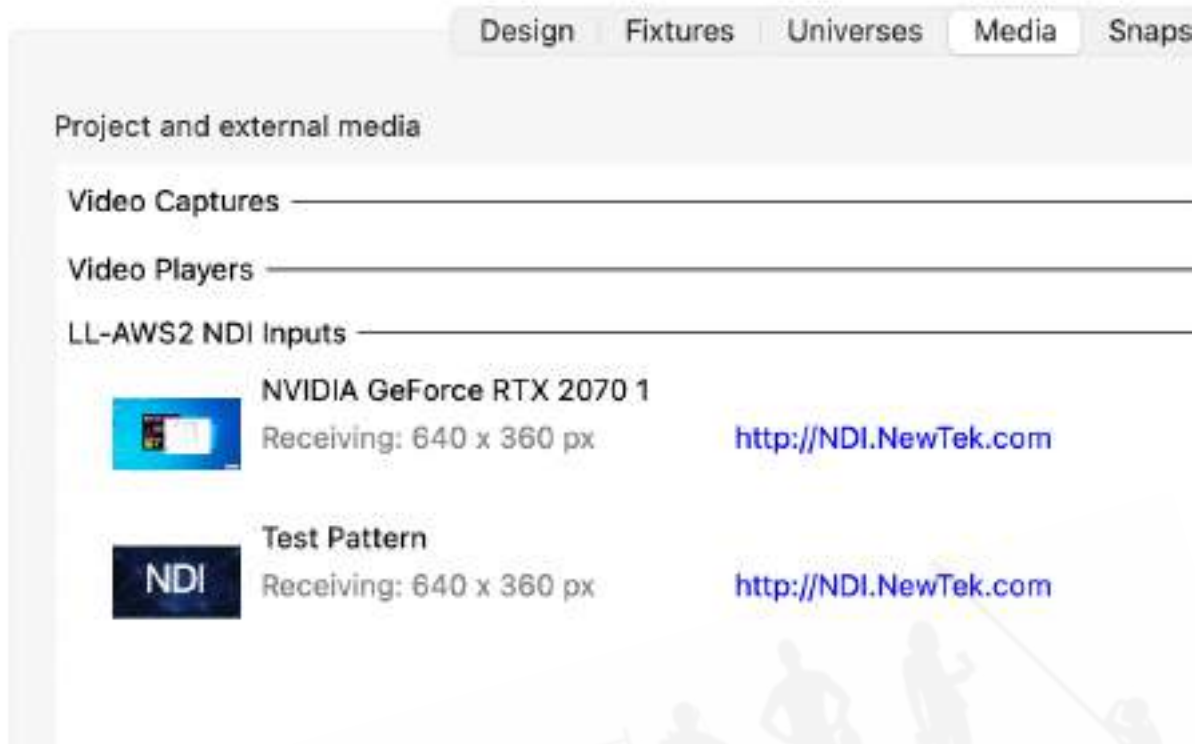 Design Fixtures Universes Media Snaps
Project and external media
Video Captures
Video Players
LL-AWS2 NDI Inputs
NVIDIA GeForce RTX 2070 1
Receiving: 640 x 360 px http://NDI.NewTek.com
Test Pattern
NDI
Receiving: 640 x 360 px http://NDI.NewTek.com